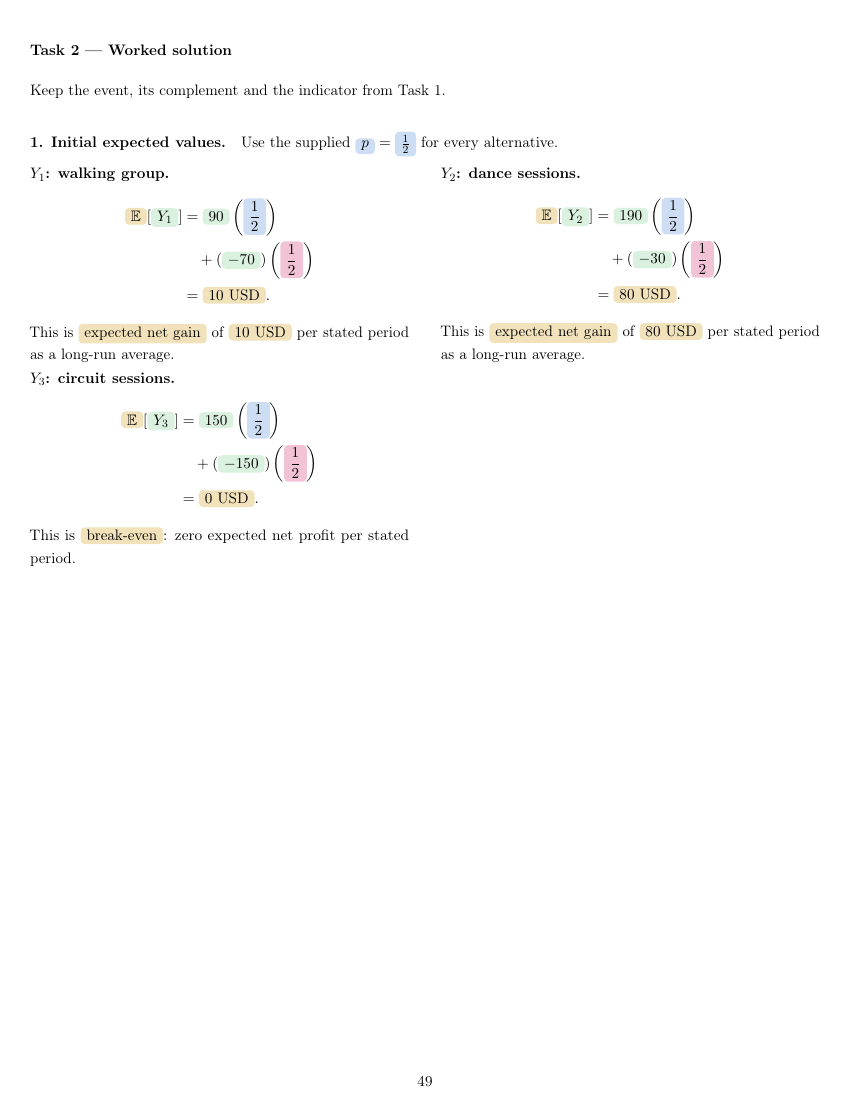 Task 2 — Worked solution
Keep the event, its complement and the indicator from Task 1.
1. Initial expected values. Use the supplied p = 1/2 for every alternative.
Y₁: walking group.
𝔼[Y₁] = 90 (1/2)
+ (−70) (1/2)
= 10 USD.
This is expected net gain of 10 USD per stated period
as a long-run average.
Y₂: dance sessions.
𝔼[Y₂] = 190 (1/2)
+ (−30) (1/2)
= 80 USD.
This is expected net gain of 80 USD per stated period
as a long-run average.
Y₃: circuit sessions.
𝔼[Y₃] = 150 (1/2)
+ (−150) (1/2)
= 0 USD.
This is break-even: zero expected net profit per stated
period.
49